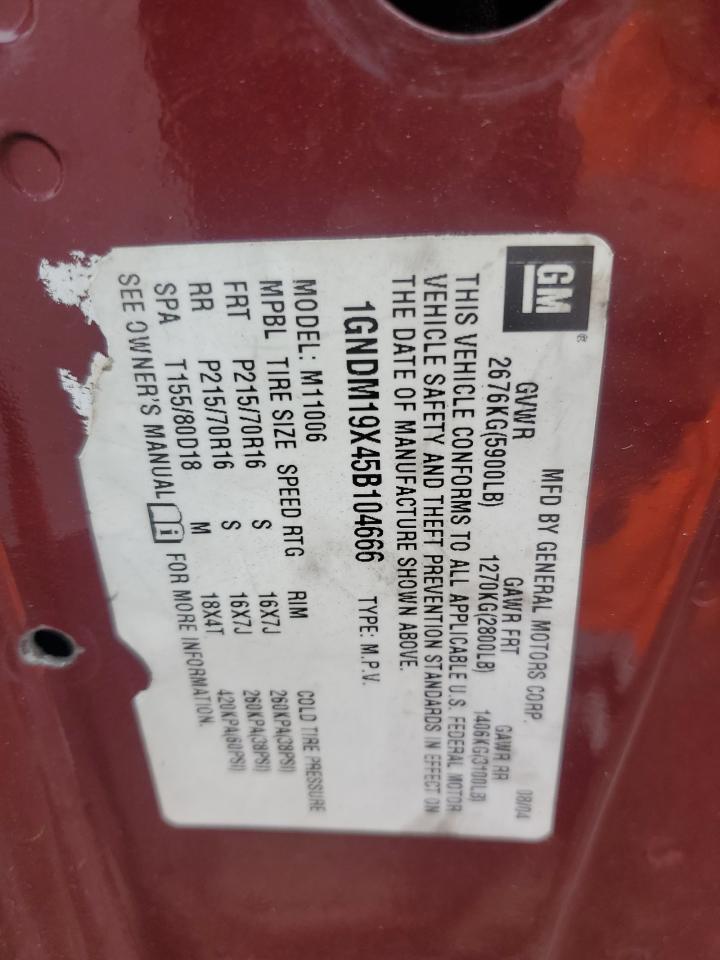 GM®
MFD BY GENERAL MOTORS CORP. 08/04
GVWR GAWR FRT GAWR RR
2676KG(5900LB) 1270KG(2800LB) 1406KG(3100LB)
THIS VEHICLE CONFORMS TO ALL APPLICABLE U.S. FEDERAL MOTOR
VEHICLE SAFETY AND THEFT PREVENTION STANDARDS IN EFFECT ON
THE DATE OF MANUFACTURE SHOWN ABOVE.
1GNDM19X45B104666 TYPE: M.P.V.
MODEL: M11006
MPBL TIRE SIZE SPEED RTG RIM COLD TIRE PRESSURE
FRT P215/70R16 S 16X7J 260KPA(38PSI)
RR P215/70R16 S 16X7J 260KPA(38PSI)
SPA T155/80D18 M 18X4T 420KPA(60PSI)
SEE OWNER'S MANUAL FOR MORE INFORMATION.